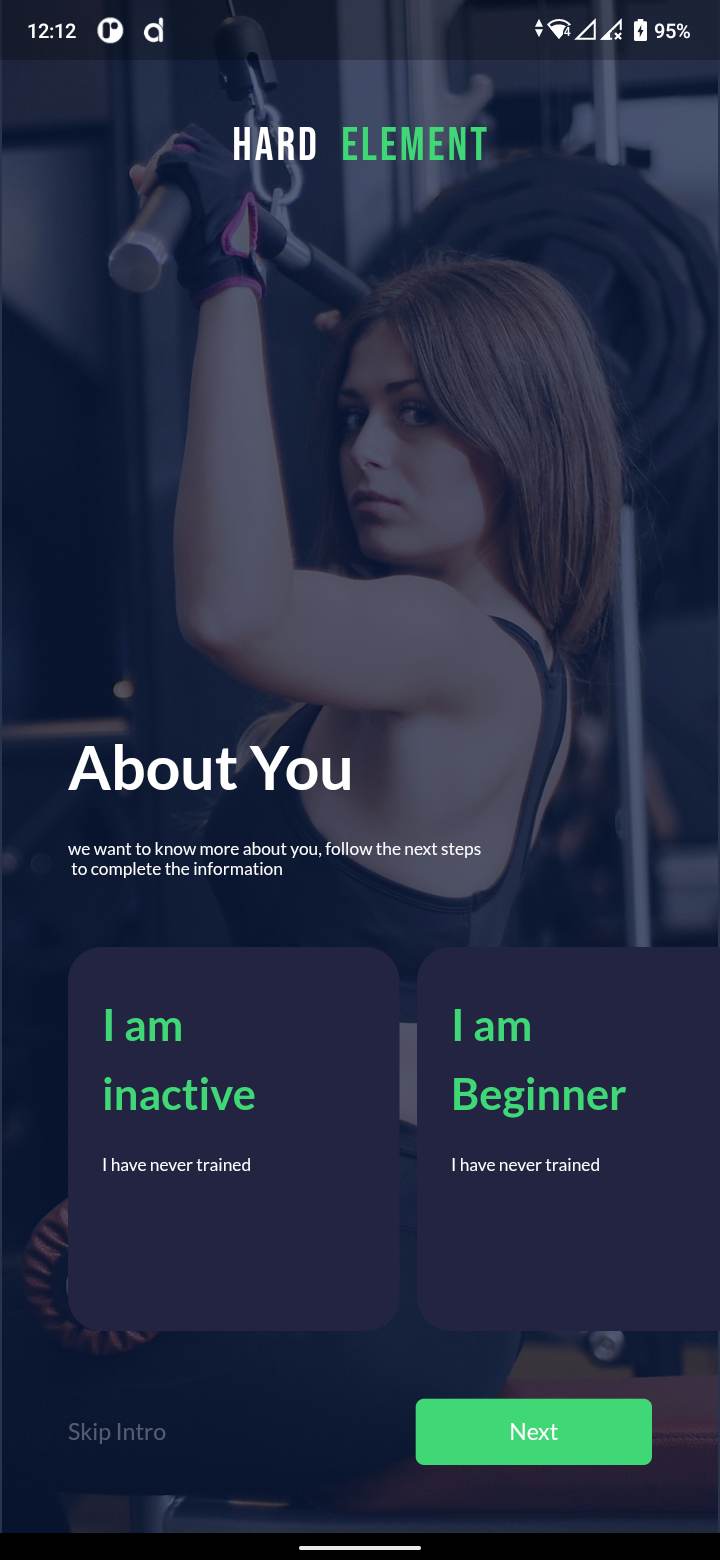 12:12
4
95%
HARD ELEMENT
About You
we want to know more about you, follow the next steps
to complete the information
I am
inactive
I have never trained
I am
Beginner
I have never trained
Skip Intro
Next